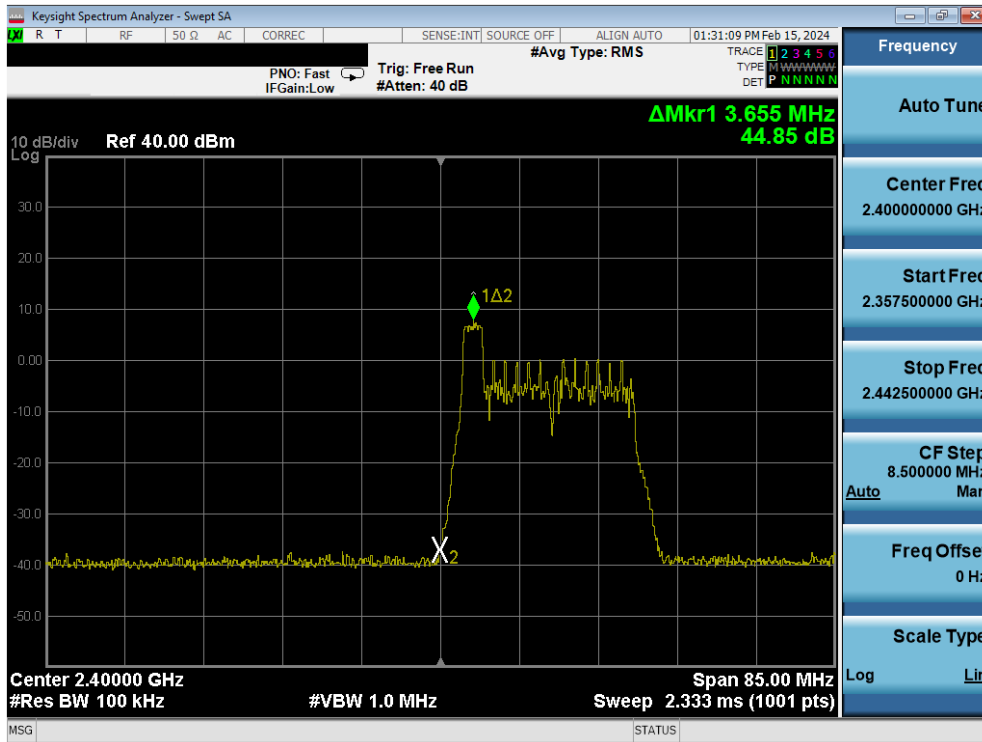 Keysight Spectrum Analyzer - Swept SA
LXI R T RF 50 Ω AC CORREC SENSE:INT SOURCE OFF ALIGN AUTO 01:31:09 PM Feb 15, 2024
#Avg Type: RMS
TRACE 1 2 3 4 5 6
TYPE M W W W W W
DET P N N N N N
PNO: Fast
IFGain:Low
Trig: Free Run
#Atten: 40 dB
ΔMkr1 3.655 MHz
44.85 dB
10 dB/div Ref 40.00 dBm
Log
30.0
20.0
10.0
0.00
-10.0
-20.0
-30.0
-40.0
-50.0
1Δ2
2
Center 2.40000 GHz
Span 85.00 MHz
#Res BW 100 kHz
#VBW 1.0 MHz
Sweep 2.333 ms (1001 pts)
MSG
STATUS
Frequency
Auto Tune
Center Freq
2.400000000 GHz
Start Freq
2.357500000 GHz
Stop Freq
2.442500000 GHz
CF Step
8.500000 MHz
Auto Man
Freq Offset
0 Hz
Scale Type
Log Lin